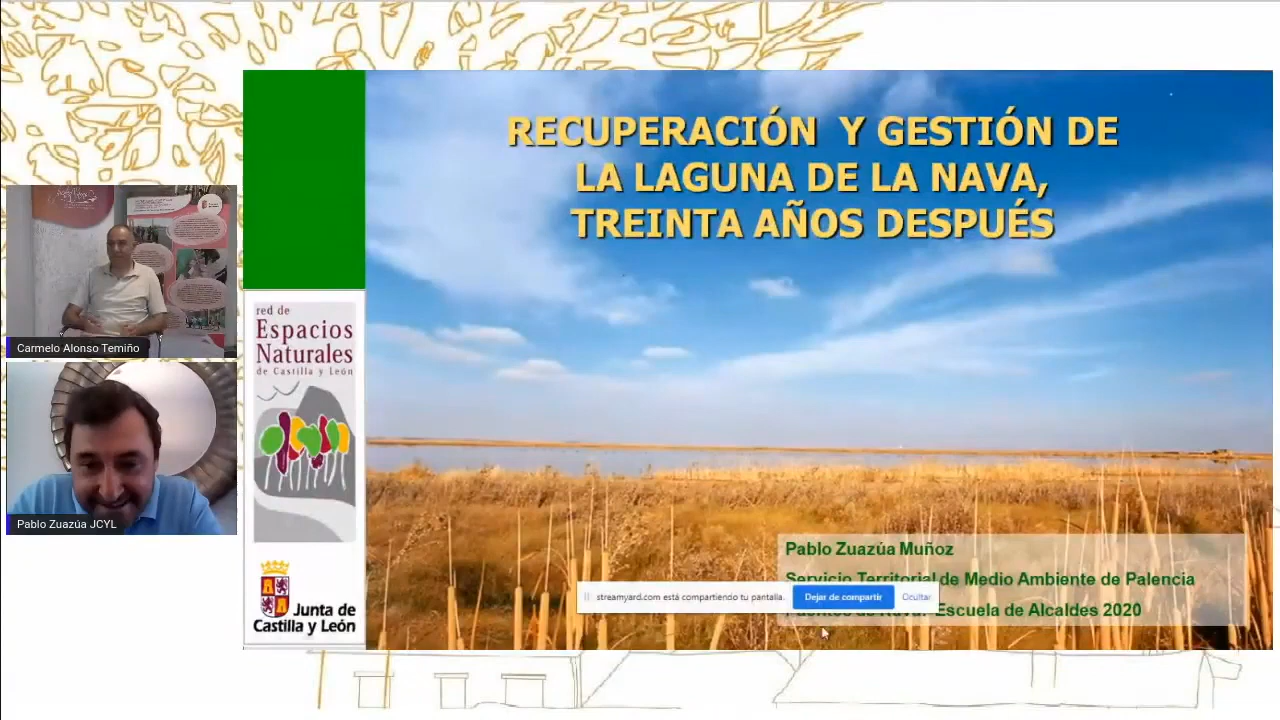 RECUPERACIÓN Y GESTIÓN DE
LA LAGUNA DE LA NAVA,
TREINTA AÑOS DESPUÉS
Carmelo Alonso Temiño
Pablo Zuazúa JCYL
red de
Espacios
Naturales
de Castilla y León
Junta de
Castilla y León
Pablo Zuazúa Muñoz
Servicio Territorial de Medio Ambiente de Palencia
streamyard.com está compartiendo tu pantalla.
Dejar de compartir
Ocultar
Escuela de Alcaldes 2020